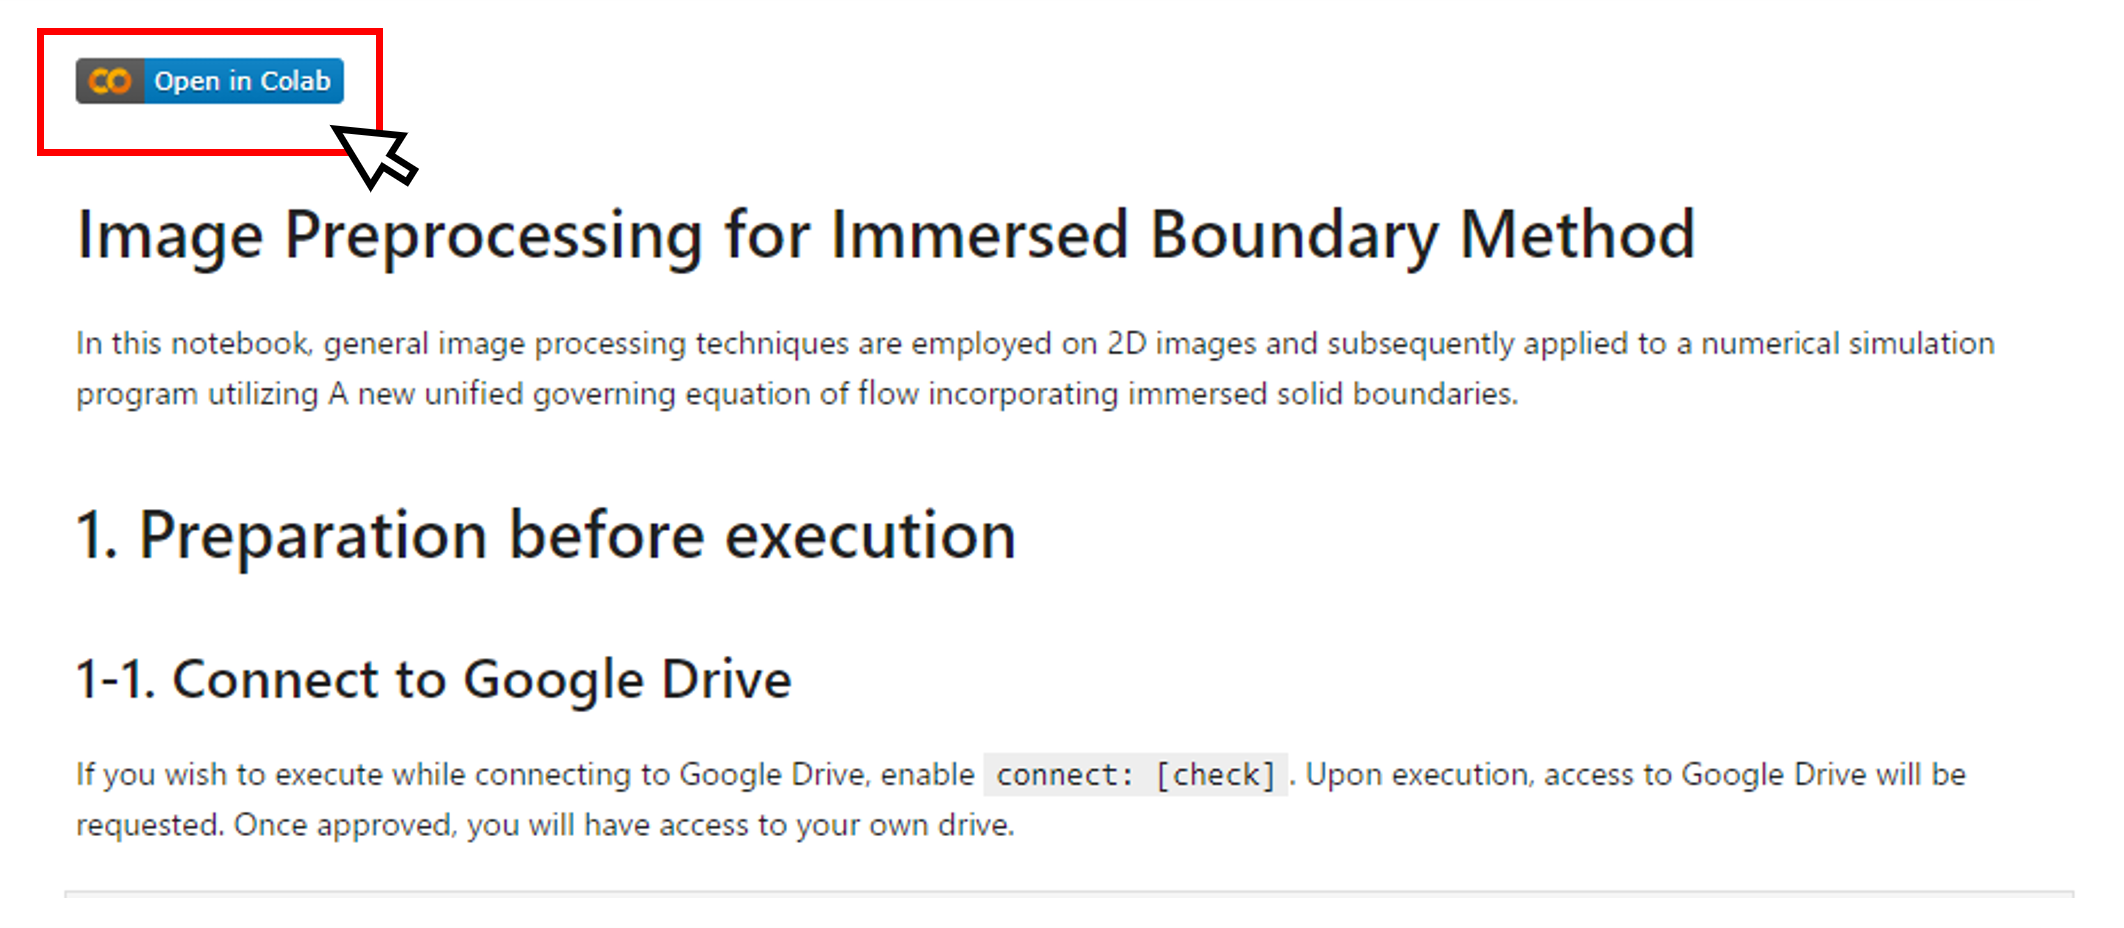 CO Open in Colab
Image Preprocessing for Immersed Boundary Method
In this notebook, general image processing techniques are employed on 2D images and subsequently applied to a numerical simulation
program utilizing A new unified governing equation of flow incorporating immersed solid boundaries.
1. Preparation before execution
1-1. Connect to Google Drive
If you wish to execute while connecting to Google Drive, enable connect: [check] . Upon execution, access to Google Drive will be
requested. Once approved, you will have access to your own drive.